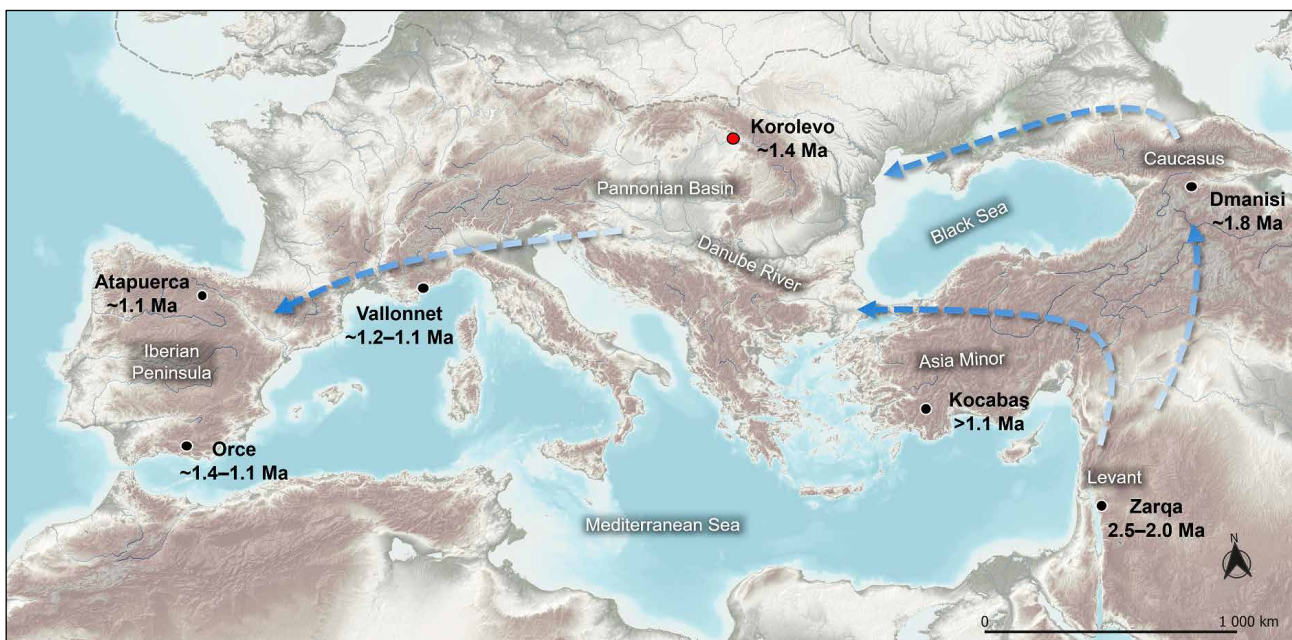 Korolevo
~1.4 Ma
Caucasus
Pannonian Basin
Dmanisi
~1.8 Ma
Black Sea
Danube River
Atapuerca
~1.1 Ma
Vallonnet
~1.2–1.1 Ma
Iberian
Peninsula
Asia Minor
Kocabaş
>1.1 Ma
Orce
~1.4–1.1 Ma
Levant
Zarqa
2.5–2.0 Ma
Mediterranean Sea
0
1 000 km